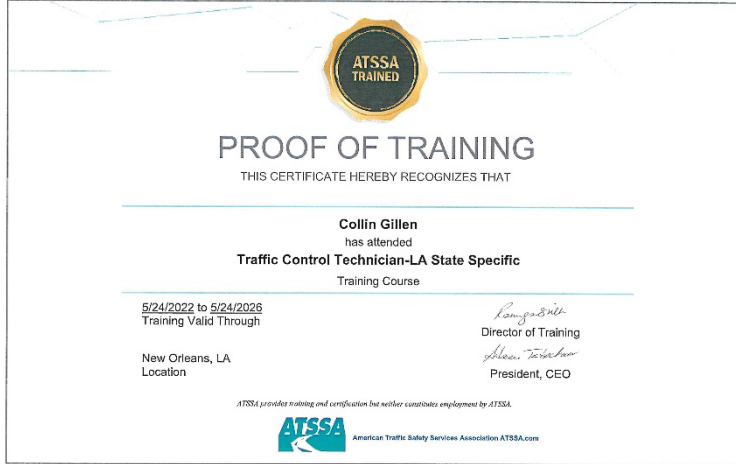 ATSSA
TRAINED
PROOF OF TRAINING
THIS CERTIFICATE HEREBY RECOGNIZES THAT
Collin Gillen
has attended
Traffic Control Technician-LA State Specific
Training Course
5/24/2022 to 5/24/2026
Training Valid Through
Director of Training
New Orleans, LA
Location
President, CEO
ATSSA provides training and certification but neither constitutes employment by ATSSA.
ATSSA
American Traffic Safety Services Association ATSSA.com